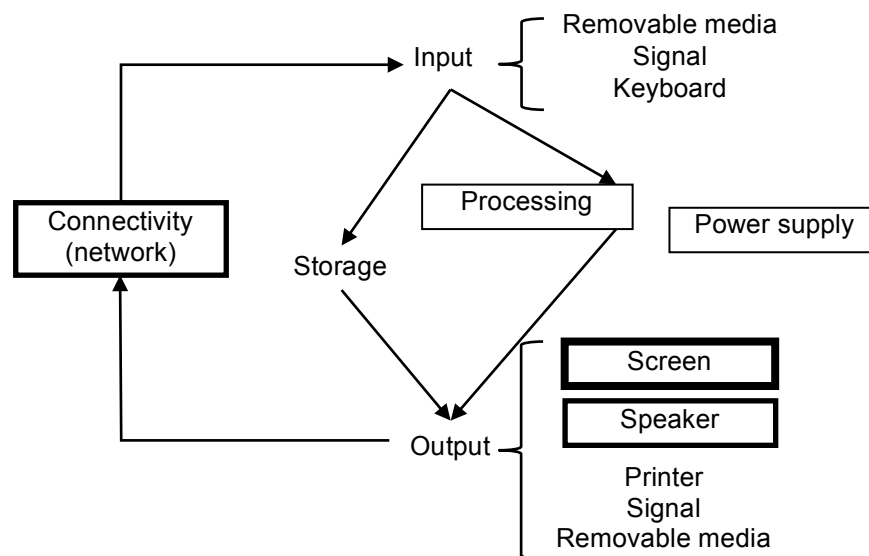 Removable media
Input
Signal
Keyboard
Processing
Connectivity
(network)
Power supply
Storage
Screen
Speaker
Output
Printer
Signal
Removable media